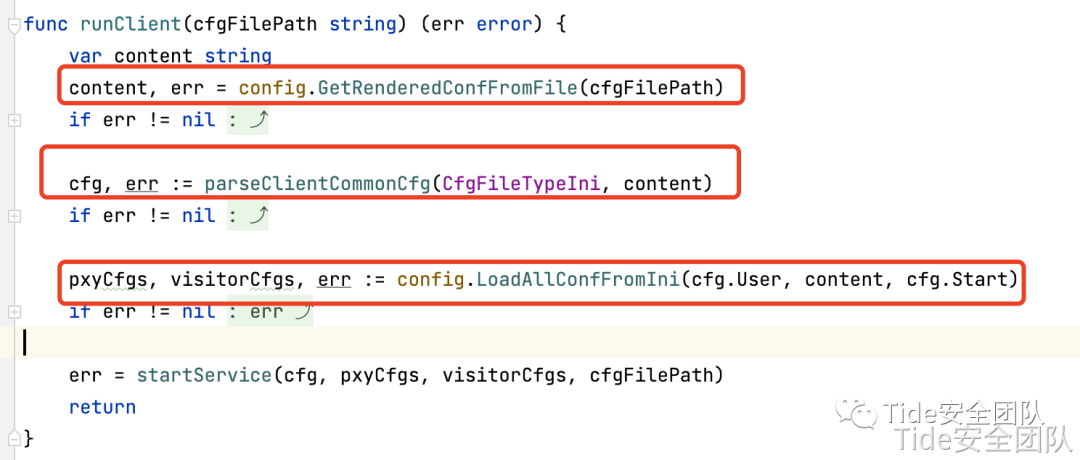 func runClient(cfgFilePath string) (err error) {
var content string
content, err = config.GetRenderedConfFromFile(cfgFilePath)
if err != nil : ⤴
cfg, err := parseClientCommonCfg(CfgFileTypeIni, content)
if err != nil : ⤴
pxyCfgs, visitorCfgs, err := config.LoadAllConfFromIni(cfg.User, content, cfg.Start)
if err != nil : err ⤴
err = startService(cfg, pxyCfgs, visitorCfgs, cfgFilePath)
return
}
Tide安全团队
Tide安全团队